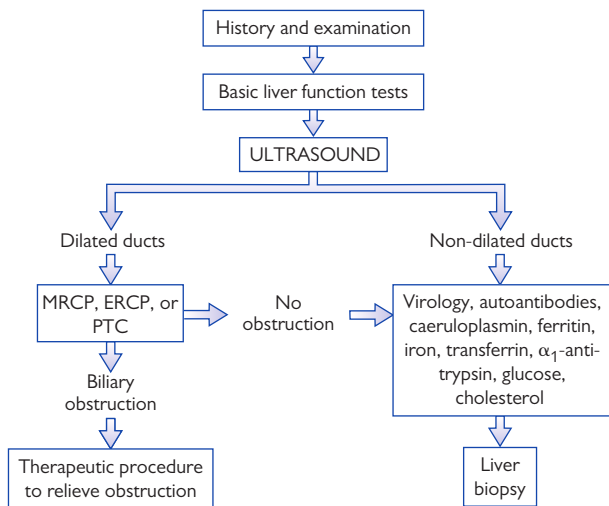 History and examination
Basic liver function tests
ULTRASOUND
Dilated ducts
Non-dilated ducts
MRCP, ERCP, or
PTC
No
obstruction
Virology, autoantibodies,
caeruloplasmin, ferritin,
iron, transferrin, α₁-anti-
trypsin, glucose,
cholesterol
Biliary
obstruction
Therapeutic procedure
to relieve obstruction
Liver
biopsy